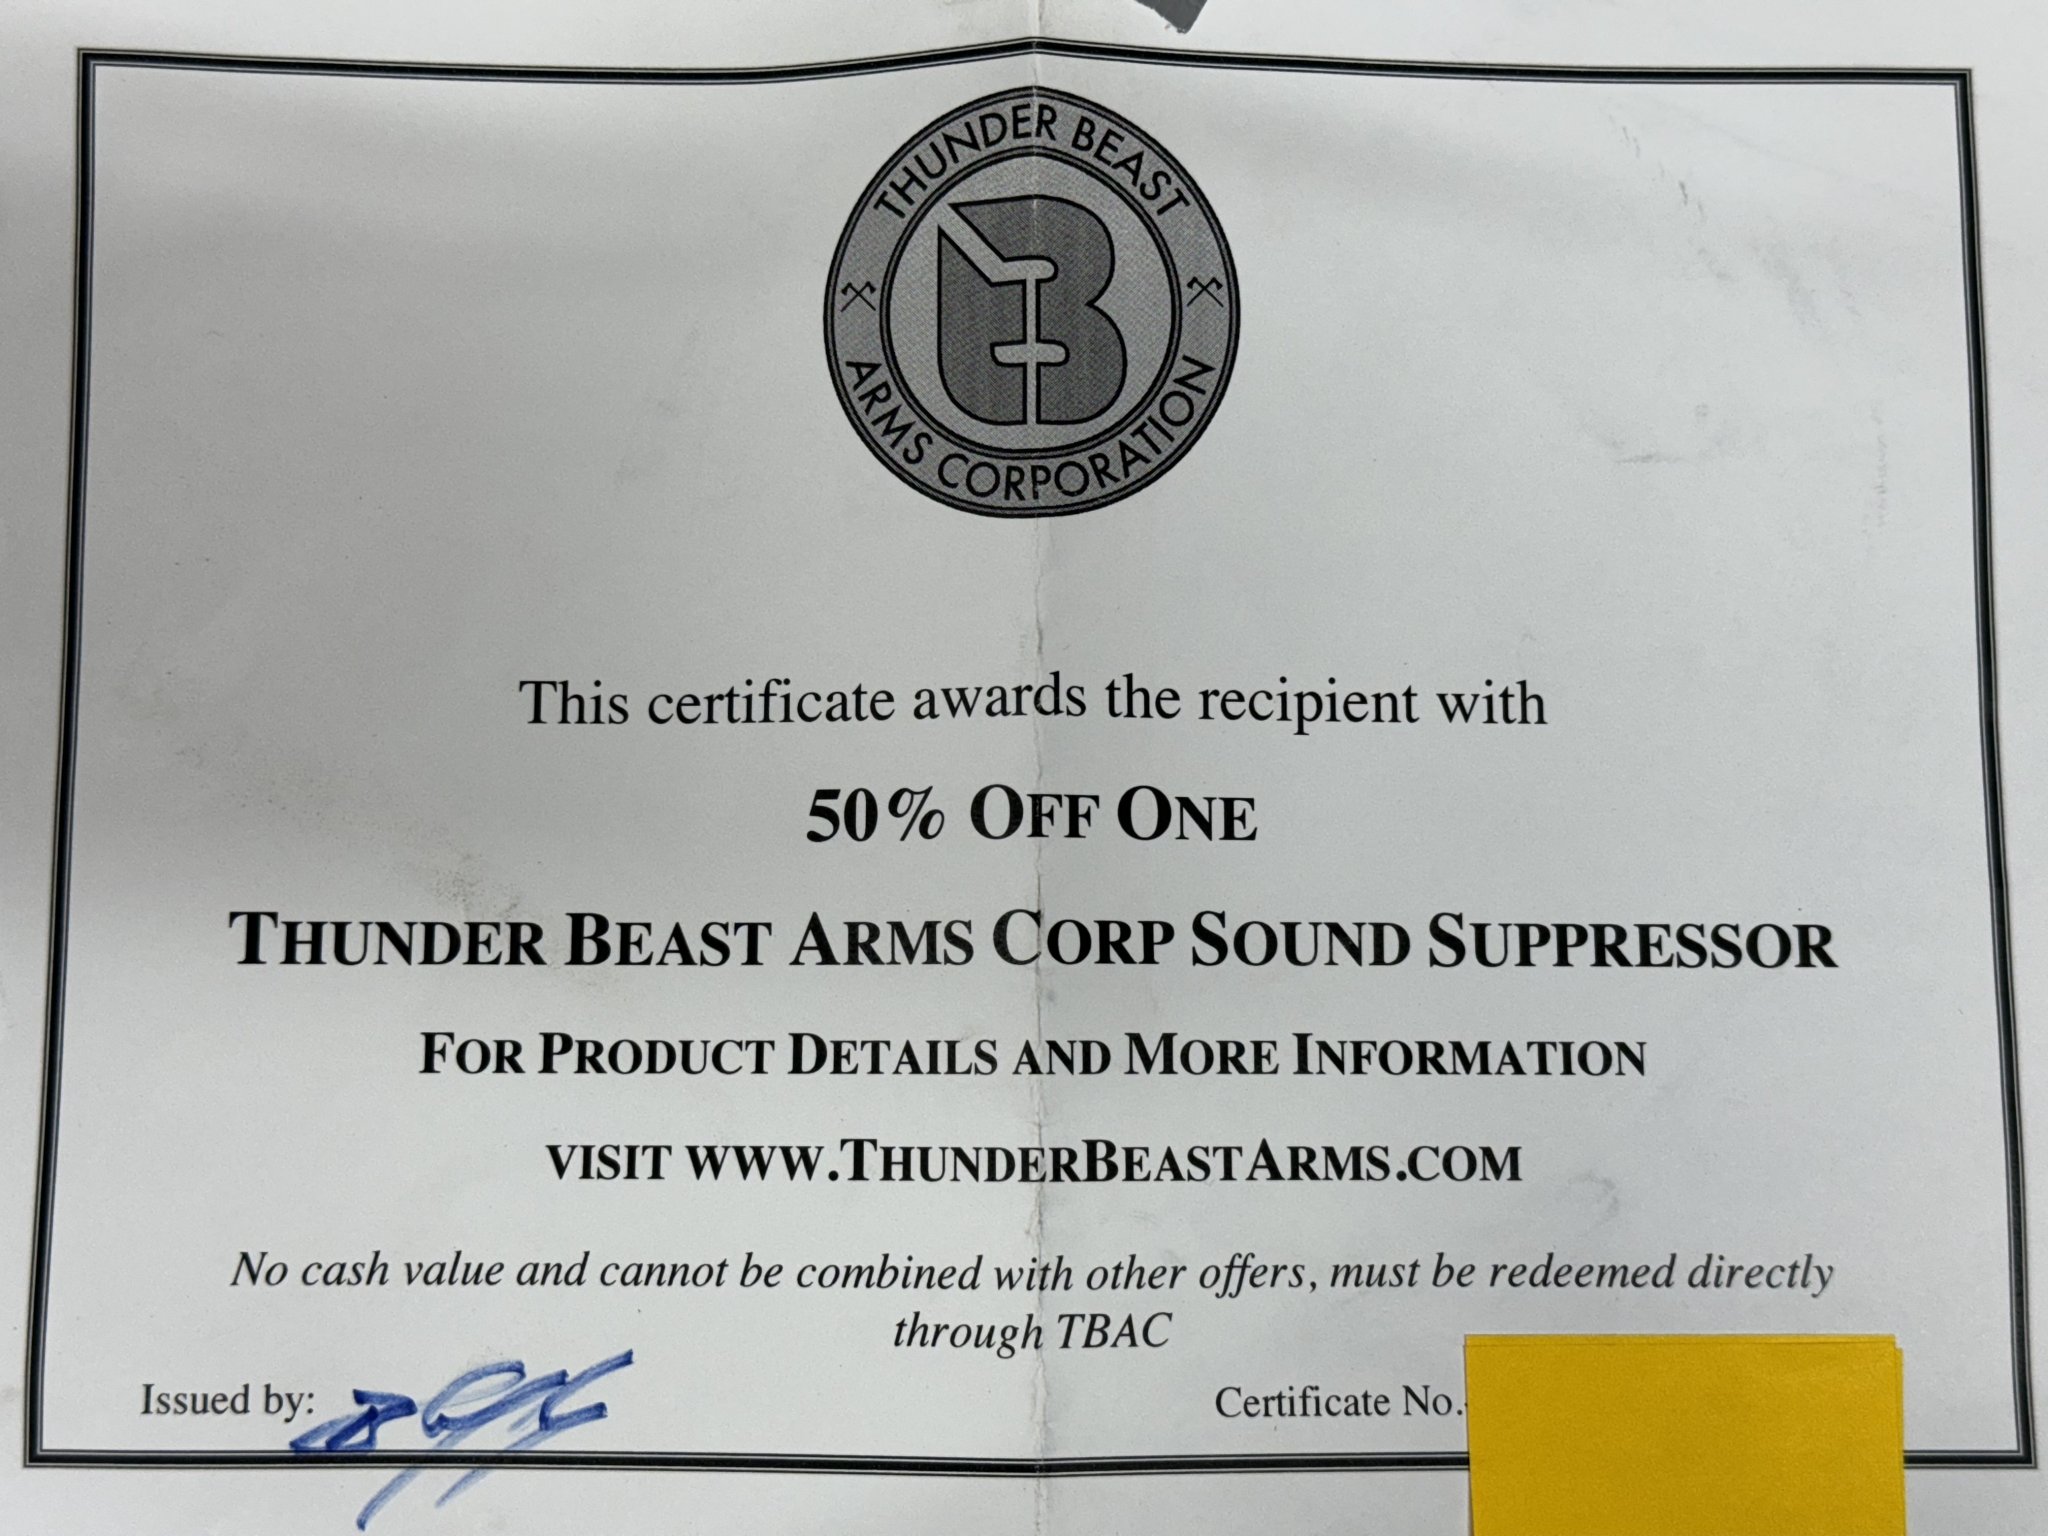 THUNDER BEAST
ARMS CORPORATION
This certificate awards the recipient with
50% OFF ONE
THUNDER BEAST ARMS CORP SOUND SUPPRESSOR
FOR PRODUCT DETAILS AND MORE INFORMATION
VISIT WWW.THUNDERBEASTARMS.COM
No cash value and cannot be combined with other offers, must be redeemed directly
through TBAC
Issued by:
Certificate No.